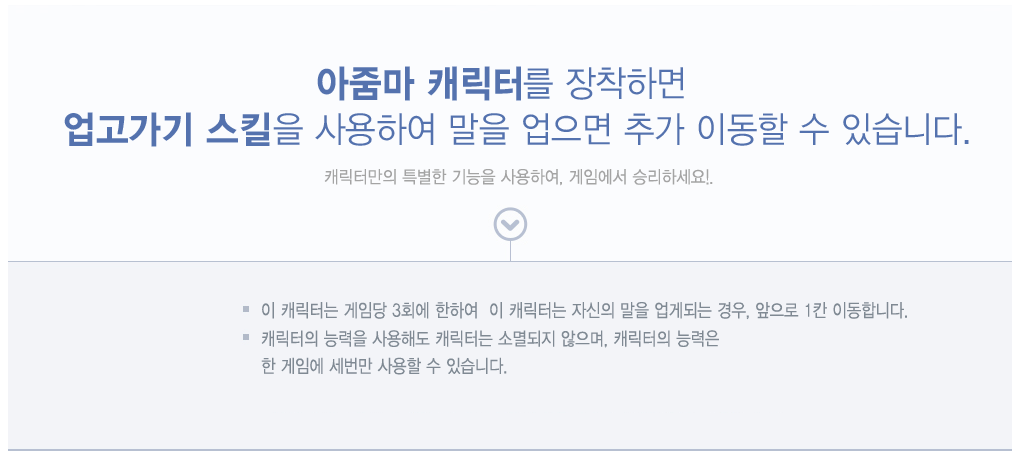 아줌마 캐릭터를 장착하면
업고가기 스킬을 사용하여 말을 업으면 추가 이동할 수 있습니다.
캐릭터만의 특별한 기능을 사용하여, 게임에서 승리하세요!.
이 캐릭터는 게임당 3회에 한하여 이 캐릭터는 자신의 말을 업게되는 경우, 앞으로 1칸 이동합니다.
캐릭터의 능력을 사용해도 캐릭터는 소멸되지 않으며, 캐릭터의 능력은
한 게임에 세번만 사용할 수 있습니다.